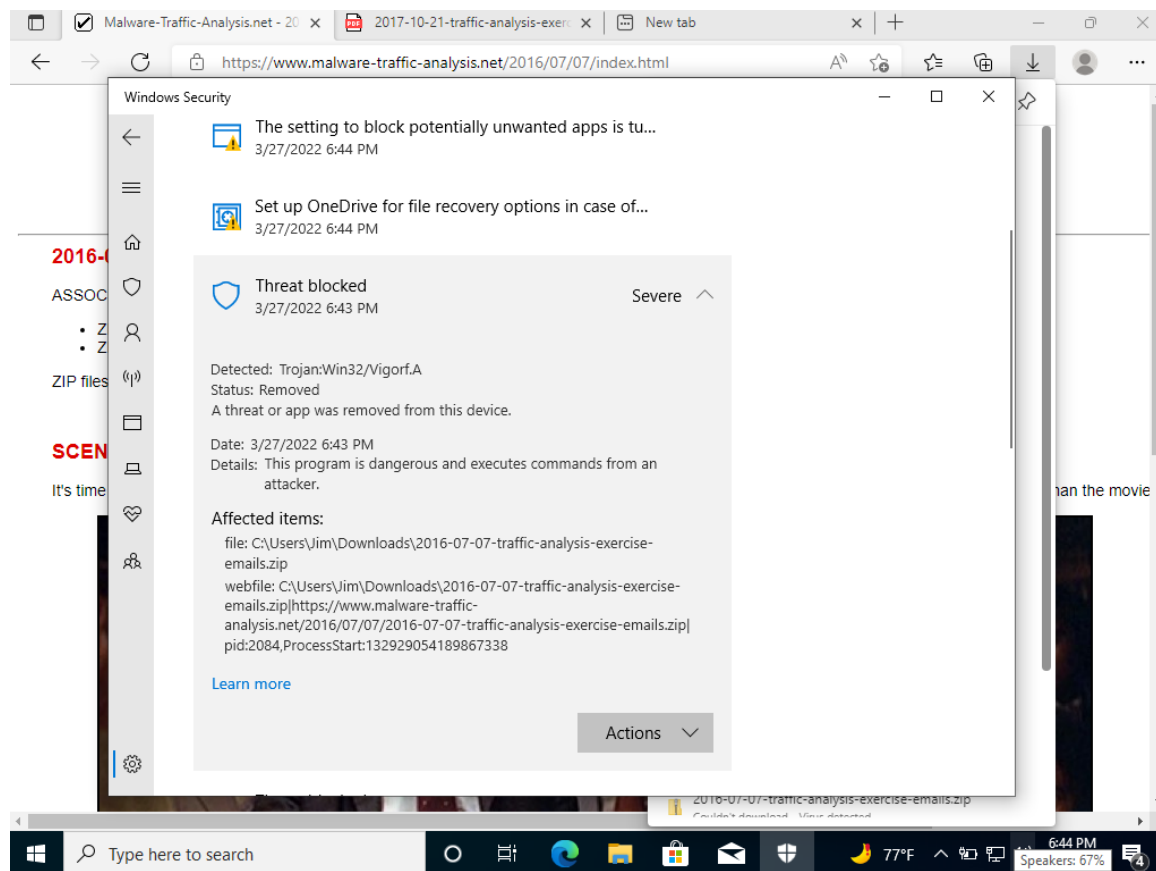 Malware-Traffic-Analysis.net - 20
2017-10-21-traffic-analysis-exerc
New tab
https://www.malware-traffic-analysis.net/2016/07/07/index.html
Windows Security
The setting to block potentially unwanted apps is tu...
3/27/2022 6:44 PM
Set up OneDrive for file recovery options in case of...
3/27/2022 6:44 PM
2016-0
ASSOC
Threat blocked
3/27/2022 6:43 PM
Severe
Z
Z
ZIP files
Detected: Trojan:Win32/Vigorf.A
Status: Removed
A threat or app was removed from this device.
Date: 3/27/2022 6:43 PM
Details: This program is dangerous and executes commands from an
attacker.
SCEN
It's time
han the movie
Affected items:
file: C:\Users\Jim\Downloads\2016-07-07-traffic-analysis-exercise-
emails.zip
webfile: C:\Users\Jim\Downloads\2016-07-07-traffic-analysis-exercise-
emails.zip|https://www.malware-traffic-
analysis.net/2016/07/07/2016-07-07-traffic-analysis-exercise-emails.zip|
pid:2084,ProcessStart:132929054189867338
Learn more
Actions
2016-07-07-traffic-analysis-exercise-emails.zip
Couldn't download - Virus detected
Type here to search
77°F
6:44 PM
Speakers: 67%
4